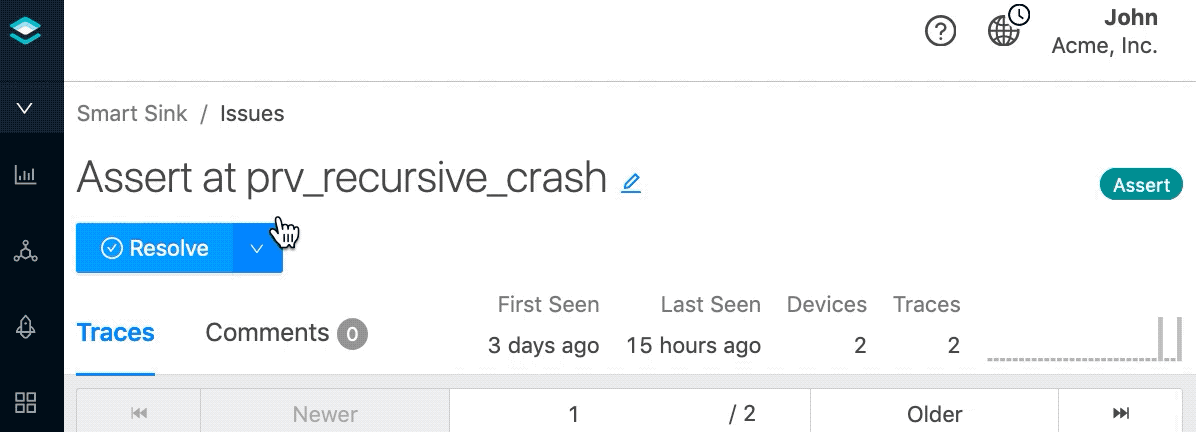 John
Acme, Inc.
Smart Sink / Issues
Assert at prv_recursive_crash
Assert
Resolve
Traces Comments 0
First Seen Last Seen Devices Traces
3 days ago 15 hours ago 2 2
Newer 1 / 2 Older